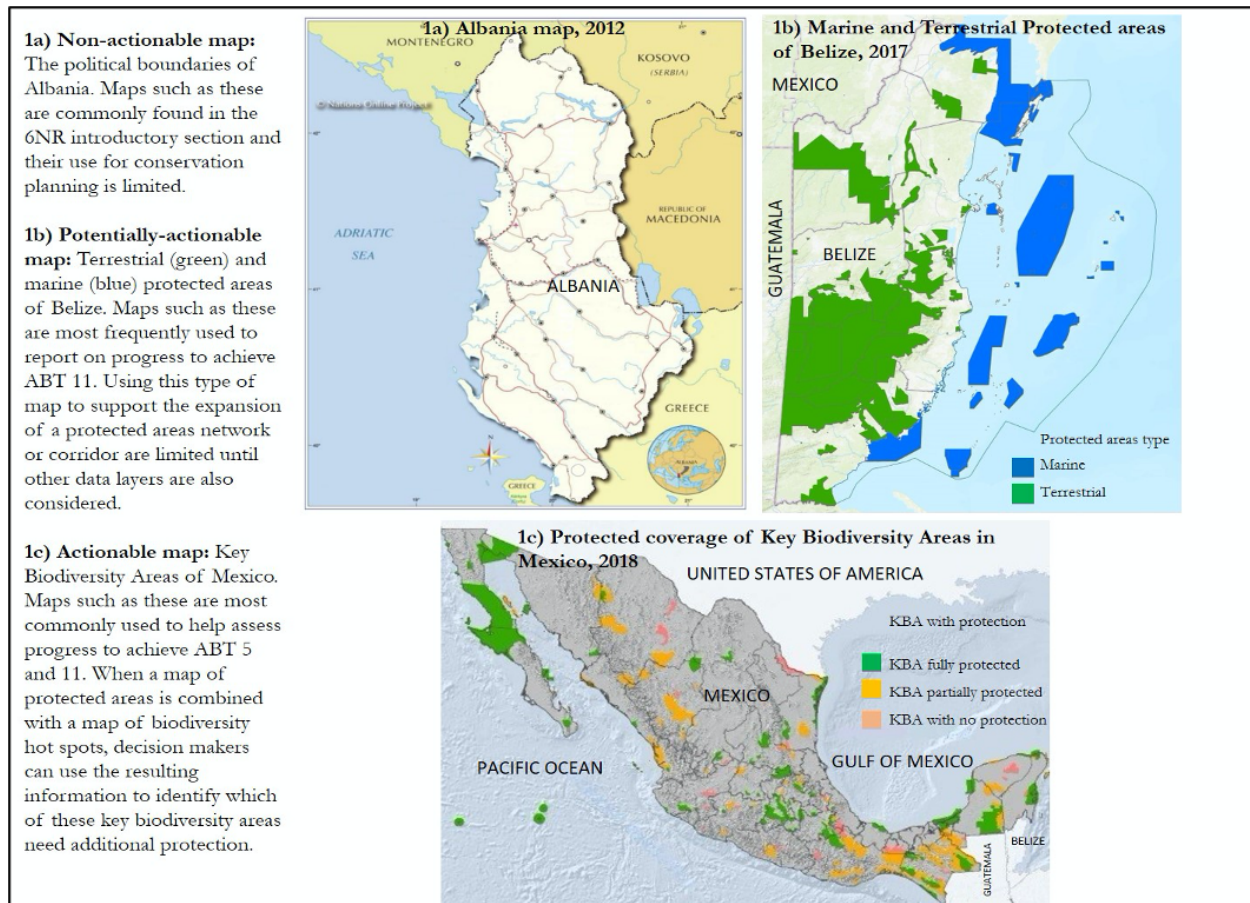 1a) Non-actionable map:
The political boundaries of
Albania. Maps such as these
are commonly found in the
6NR introductory section and
their use for conservation
planning is limited.
1b) Potentially-actionable
map: Terrestrial (green) and
marine (blue) protected areas
of Belize. Maps such as these
are most frequently used to
report on progress to achieve
ABT 11. Using this type of
map to support the expansion
of a protected areas network
or corridor are limited until
other data layers are also
considered.
1c) Actionable map: Key
Biodiversity Areas of Mexico.
Maps such as these are most
commonly used to help assess
progress to achieve ABT 5
and 11. When a map of
protected areas is combined
with a map of biodiversity
hot spots, decision makers
can use the resulting
information to identify which
of these key biodiversity areas
need additional protection.
1a) Albania map, 2012
MONTENEGRO
KOSOVO
(SERBIA)
© Nations Online Project
REPUBLIC OF
MACEDONIA
ADRIATIC
SEA
ALBANIA
GREECE
N
GREECE
1b) Marine and Terrestrial Protected areas
of Belize, 2017
MEXICO
GUATEMALA
BELIZE
Protected areas type
Marine
Terrestrial
1c) Protected coverage of Key Biodiversity Areas in
Mexico, 2018
UNITED STATES OF AMERICA
KBA with protection
KBA fully protected
KBA partially protected
KBA with no protection
MEXICO
GULF OF MEXICO
PACIFIC OCEAN
GUATEMALA
BELIZE